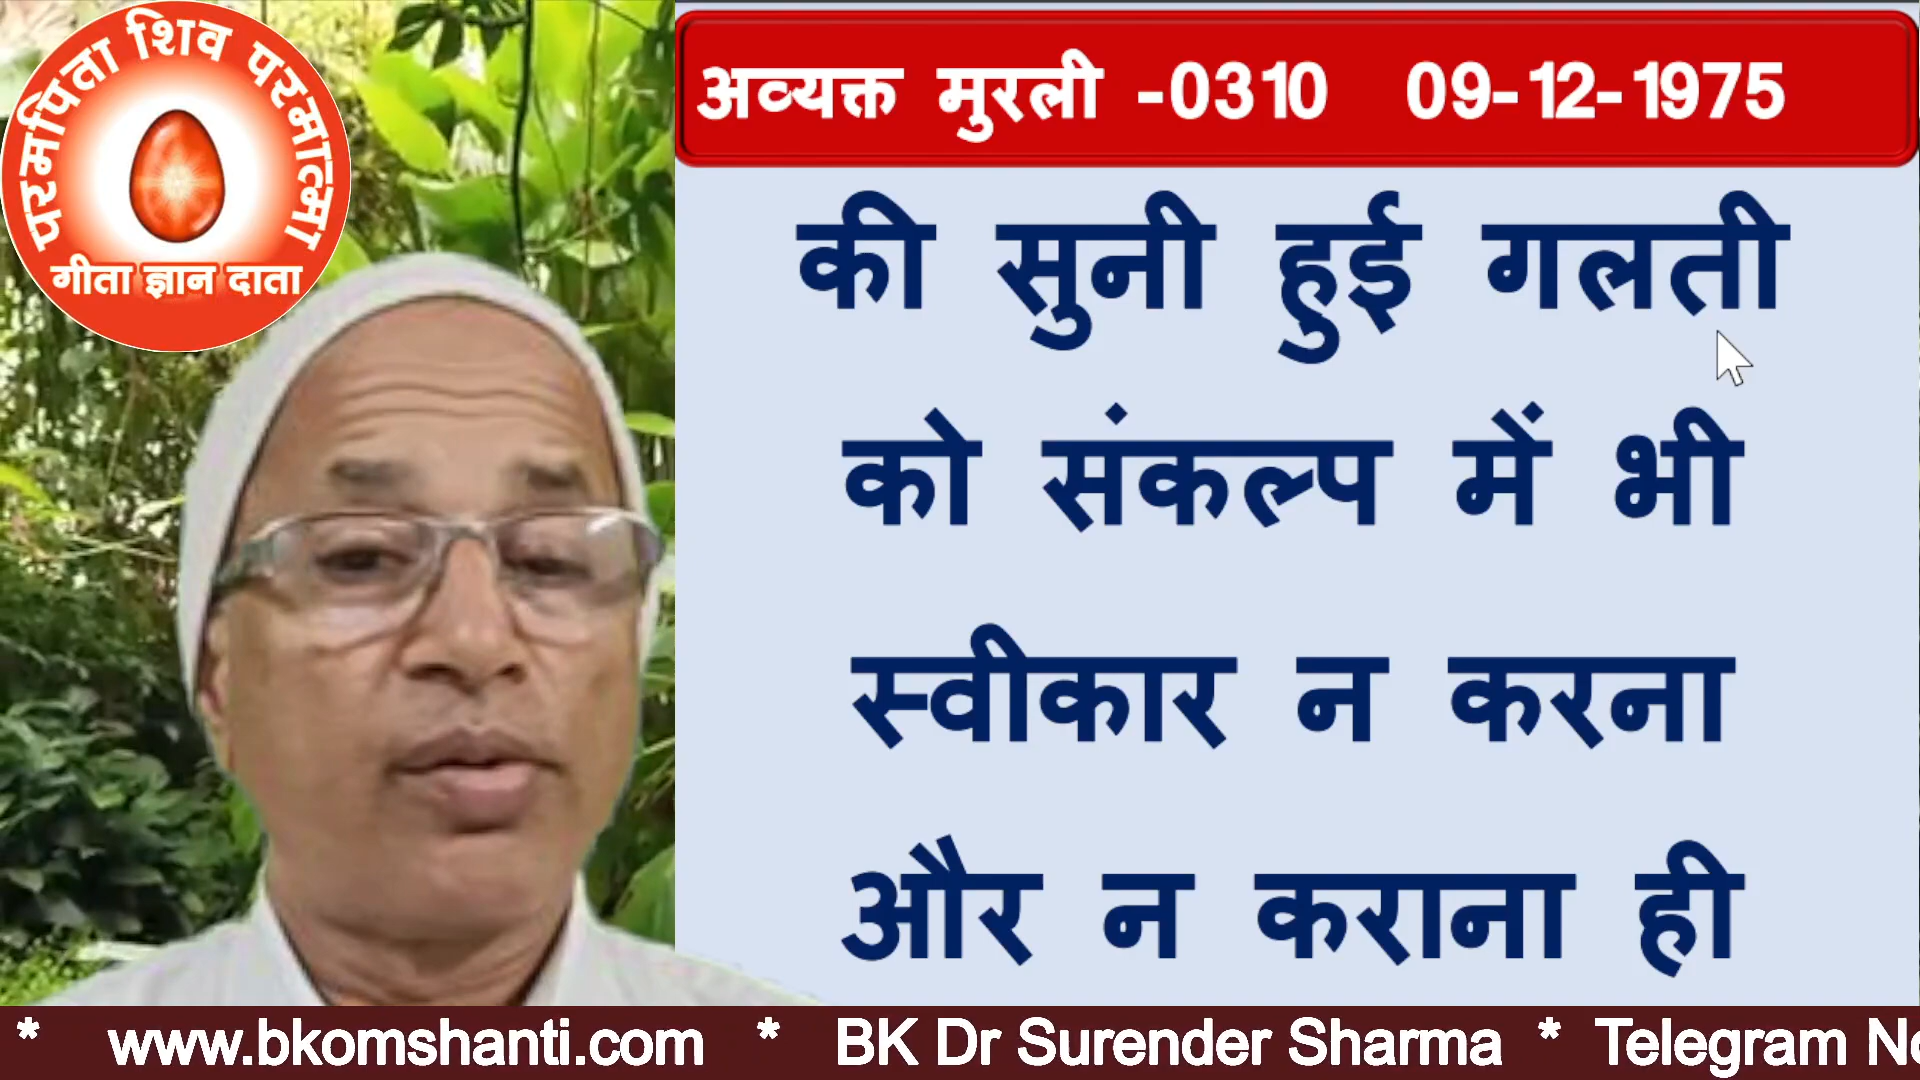 परमपिता शिव परमात्मा
गीता ज्ञान दाता
अव्यक्त मुरली -0310 09-12-1975
की सुनी हुई गलती
को संकल्प में भी
स्वीकार न करना
और न कराना ही
* www.bkomshanti.com * BK Dr Surender Sharma * Telegram